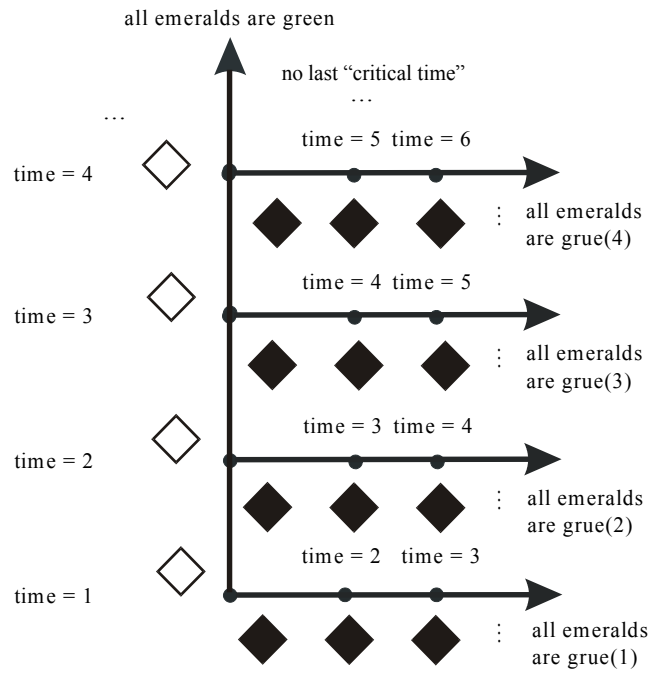 all emeralds are green
no last “critical time”
...
...
time = 5 time = 6
time = 4
⋮ all emeralds
are grue(4)
time = 4 time = 5
time = 3
⋮ all emeralds
are grue(3)
time = 3 time = 4
time = 2
⋮ all emeralds
are grue(2)
time = 2 time = 3
time = 1
⋮ all emeralds
are grue(1)